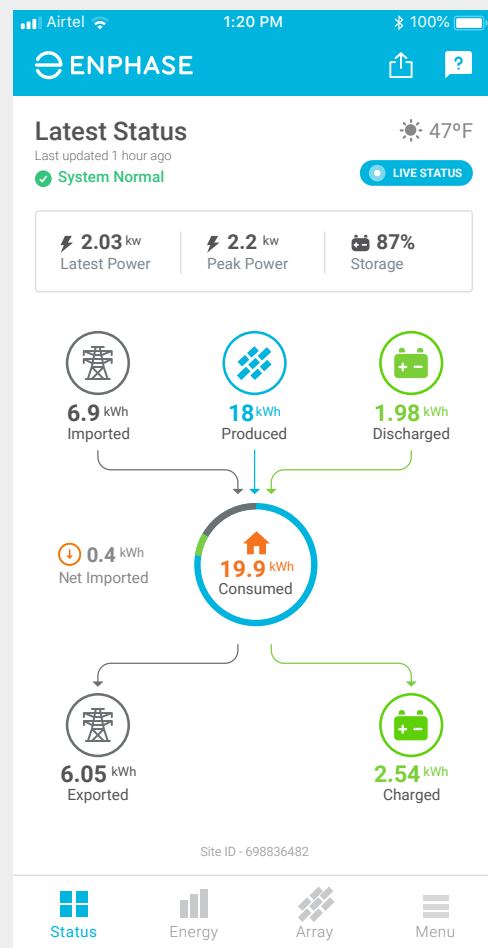 Airtel 1:20 PM 100%
ENPHASE ?
Latest Status 47ºF
Last updated 1 hour ago
System Normal LIVE STATUS
2.03 kw 2.2 kw 87%
Latest Power Peak Power Storage
6.9 kWh 18 kWh 1.98 kWh
Imported Produced Discharged
0.4 kWh
Net Imported
19.9 kWh
Consumed
6.05 kWh 2.54 kWh
Exported Charged
Site ID - 698836482
Status Energy Array Menu